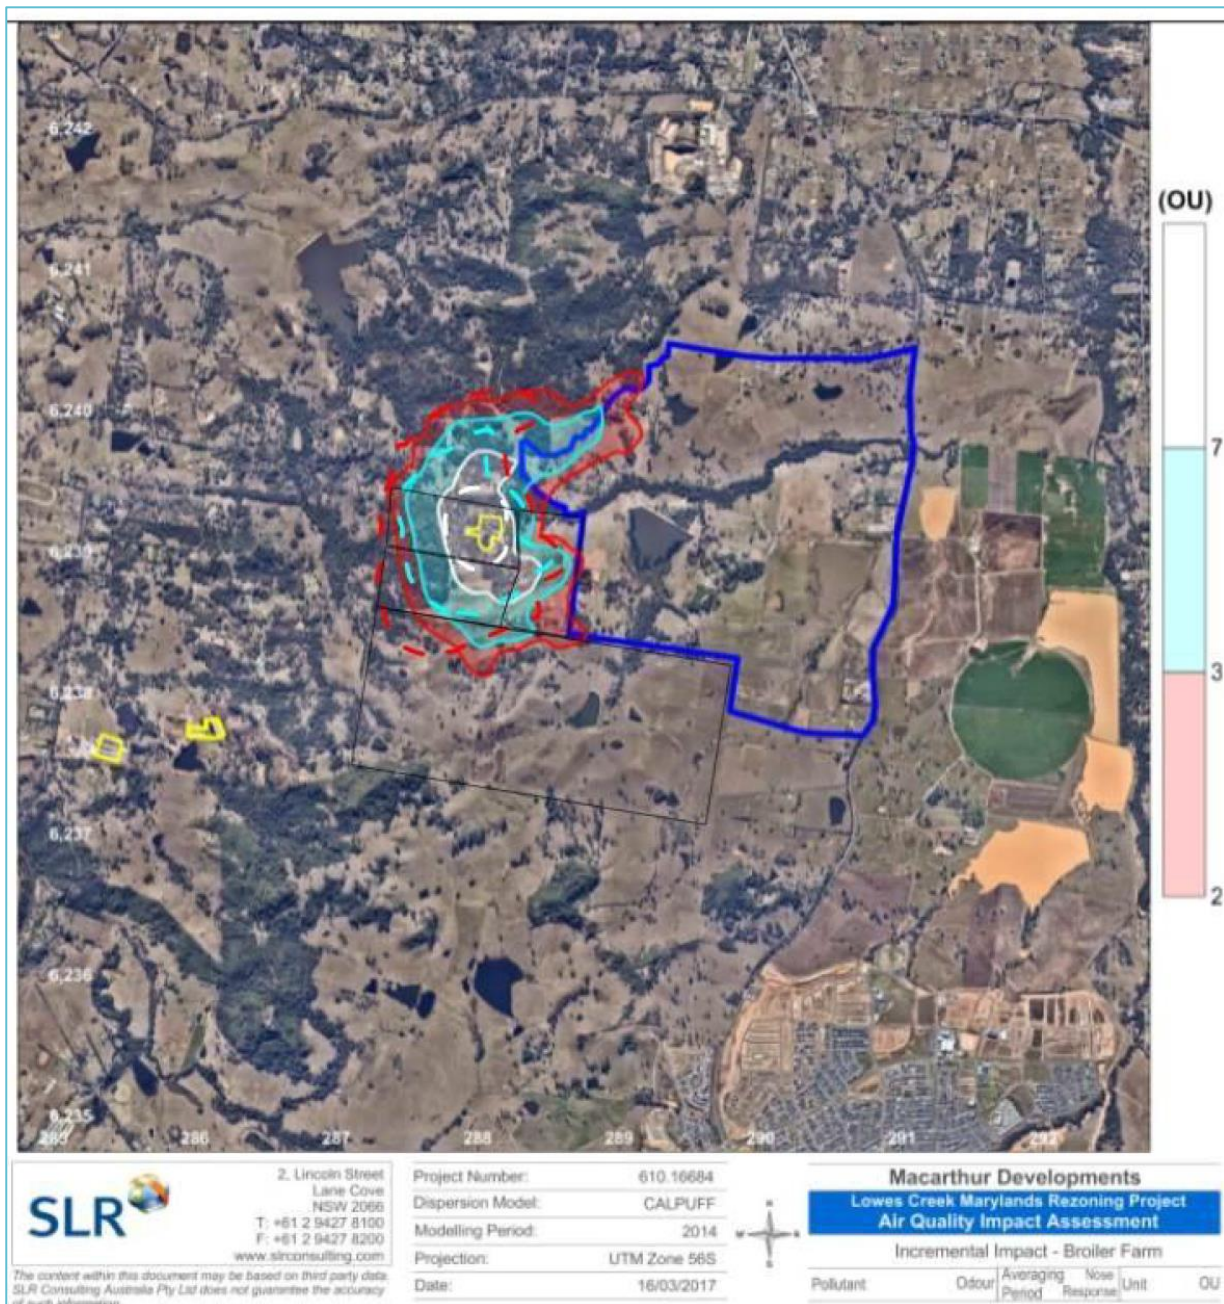 (OU)
7
3
2
6,242
6,241
6,240
6,239
6,238
6,237
6,236
6,235
285
286
287
288
289
290
291
292
SLR
2, Lincoln Street
Lane Cove
NSW 2066
T: +61 2 9427 8100
F: +61 2 9427 8200
www.slrconsulting.com
The content within this document may be based on third party data.
SLR Consulting Australia Pty Ltd does not guarantee the accuracy
of such information.
Project Number: 610.16684
Dispersion Model: CALPUFF
Modelling Period: 2014
Projection: UTM Zone 56S
Date: 16/03/2017
Macarthur Developments
Lowes Creek Marylands Rezoning Project
Air Quality Impact Assessment
Incremental Impact - Broiler Farm
Pollutant Odour Averaging Period Nose Response Unit OU